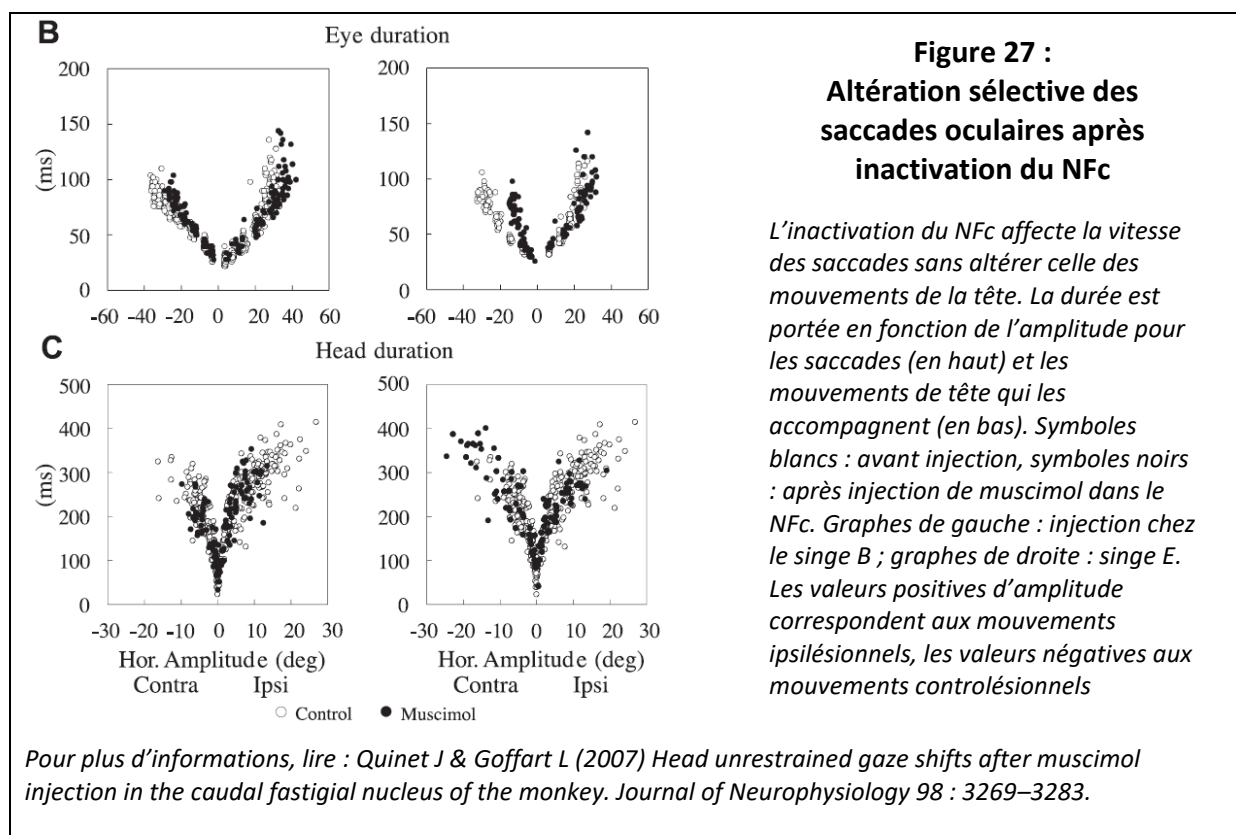 B
Eye duration
200
150
100
50
0
(ms)
-60 -40 -20 0 20 40 60
200
150
100
50
0
-60 -40 -20 0 20 40 60
C
Head duration
500
400
300
200
100
0
(ms)
-30 -20 -10 0 10 20 30
Hor. Amplitude (deg)
Contra Ipsi
500
400
300
200
100
0
-30 -20 -10 0 10 20 30
Hor. Amplitude (deg)
Contra Ipsi
○ Control ● Muscimol
Figure 27 :
Altération sélective des
saccades oculaires après
inactivation du NFc
L’inactivation du NFc affecte la vitesse
des saccades sans altérer celle des
mouvements de la tête. La durée est
portée en fonction de l’amplitude pour
les saccades (en haut) et les
mouvements de tête qui les
accompagnent (en bas). Symboles
blancs : avant injection, symboles noirs
: après injection de muscimol dans le
NFc. Graphes de gauche : injection chez
le singe B ; graphes de droite : singe E.
Les valeurs positives d’amplitude
correspondent aux mouvements
ipsilésionnels, les valeurs négatives aux
mouvements controlésionnels
Pour plus d’informations, lire : Quinet J & Goffart L (2007) Head unrestrained gaze shifts after muscimol
injection in the caudal fastigial nucleus of the monkey. Journal of Neurophysiology 98 : 3269–3283.